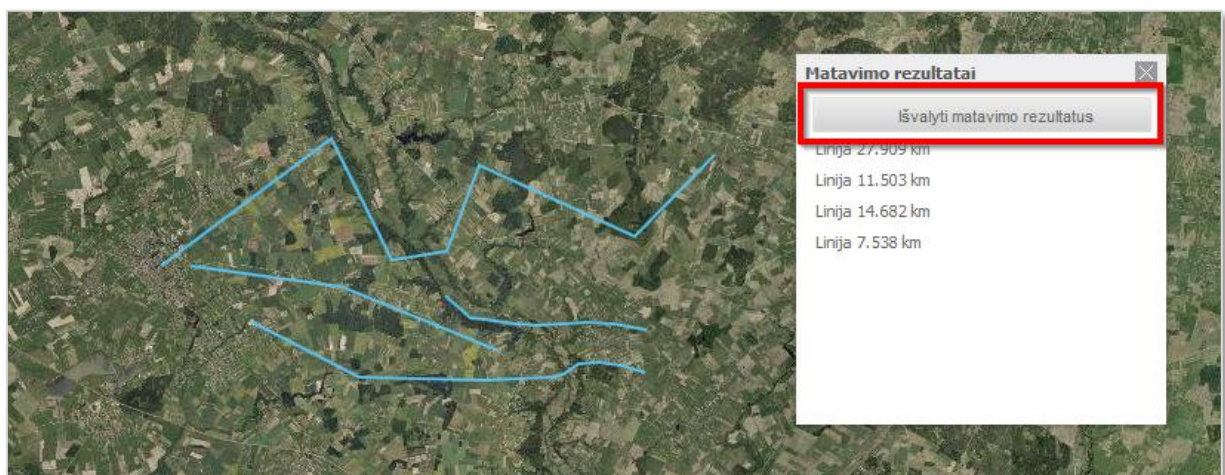 Matavimo rezultatai
Išvalyti matavimo rezultatus
Linija 27.909 km
Linija 11.503 km
Linija 14.682 km
Linija 7.538 km